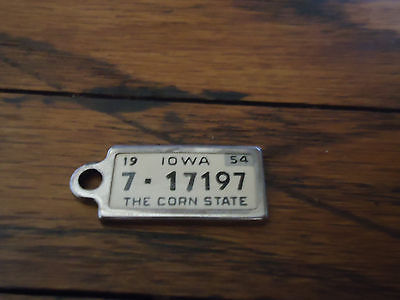 19 IOWA 54
7-17197
THE CORN STATE